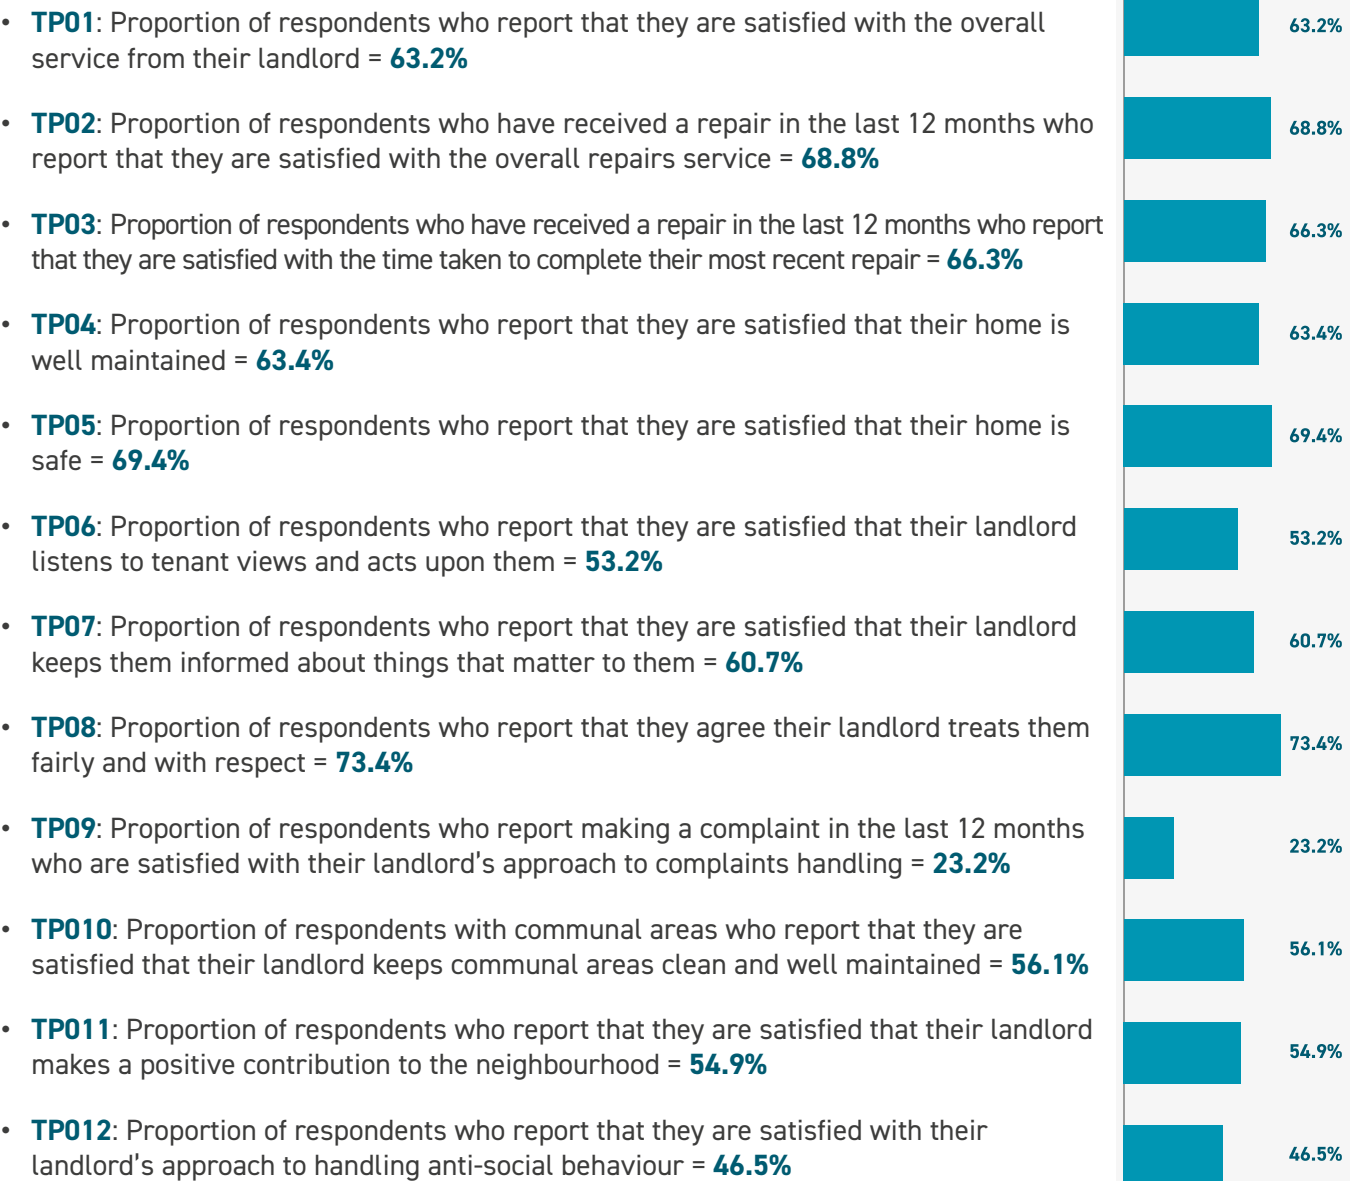 • TP01: Proportion of respondents who report that they are satisfied with the overall
service from their landlord = 63.2%
63.2%
• TP02: Proportion of respondents who have received a repair in the last 12 months who
report that they are satisfied with the overall repairs service = 68.8%
68.8%
• TP03: Proportion of respondents who have received a repair in the last 12 months who report
that they are satisfied with the time taken to complete their most recent repair = 66.3%
66.3%
• TP04: Proportion of respondents who report that they are satisfied that their home is
well maintained = 63.4%
63.4%
• TP05: Proportion of respondents who report that they are satisfied that their home is
safe = 69.4%
69.4%
• TP06: Proportion of respondents who report that they are satisfied that their landlord
listens to tenant views and acts upon them = 53.2%
53.2%
• TP07: Proportion of respondents who report that they are satisfied that their landlord
keeps them informed about things that matter to them = 60.7%
60.7%
• TP08: Proportion of respondents who report that they agree their landlord treats them
fairly and with respect = 73.4%
73.4%
• TP09: Proportion of respondents who report making a complaint in the last 12 months
who are satisfied with their landlord’s approach to complaints handling = 23.2%
23.2%
• TP010: Proportion of respondents with communal areas who report that they are
satisfied that their landlord keeps communal areas clean and well maintained = 56.1%
56.1%
• TP011: Proportion of respondents who report that they are satisfied that their landlord
makes a positive contribution to the neighbourhood = 54.9%
54.9%
• TP012: Proportion of respondents who report that they are satisfied with their
landlord’s approach to handling anti-social behaviour = 46.5%
46.5%